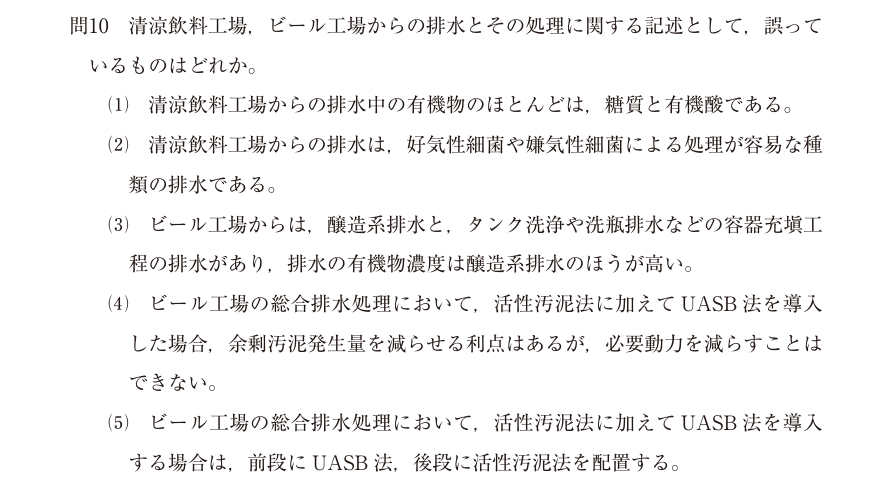 問10　清涼飲料工場，ビール工場からの排水とその処理に関する記述として，誤って
いるものはどれか。
⑴　清涼飲料工場からの排水中の有機物のほとんどは，糖質と有機酸である。
⑵　清涼飲料工場からの排水は，好気性細菌や嫌気性細菌による処理が容易な種
類の排水である。
⑶　ビール工場からは，醸造系排水と，タンク洗浄や洗瓶排水などの容器充塡工
程の排水があり，排水の有機物濃度は醸造系排水のほうが高い。
⑷　ビール工場の総合排水処理において，活性汚泥法に加えて UASB 法を導入
した場合，余剰汚泥発生量を減らせる利点はあるが，必要動力を減らすことは
できない。
⑸　ビール工場の総合排水処理において，活性汚泥法に加えて UASB 法を導入
する場合は，前段に UASB 法，後段に活性汚泥法を配置する。